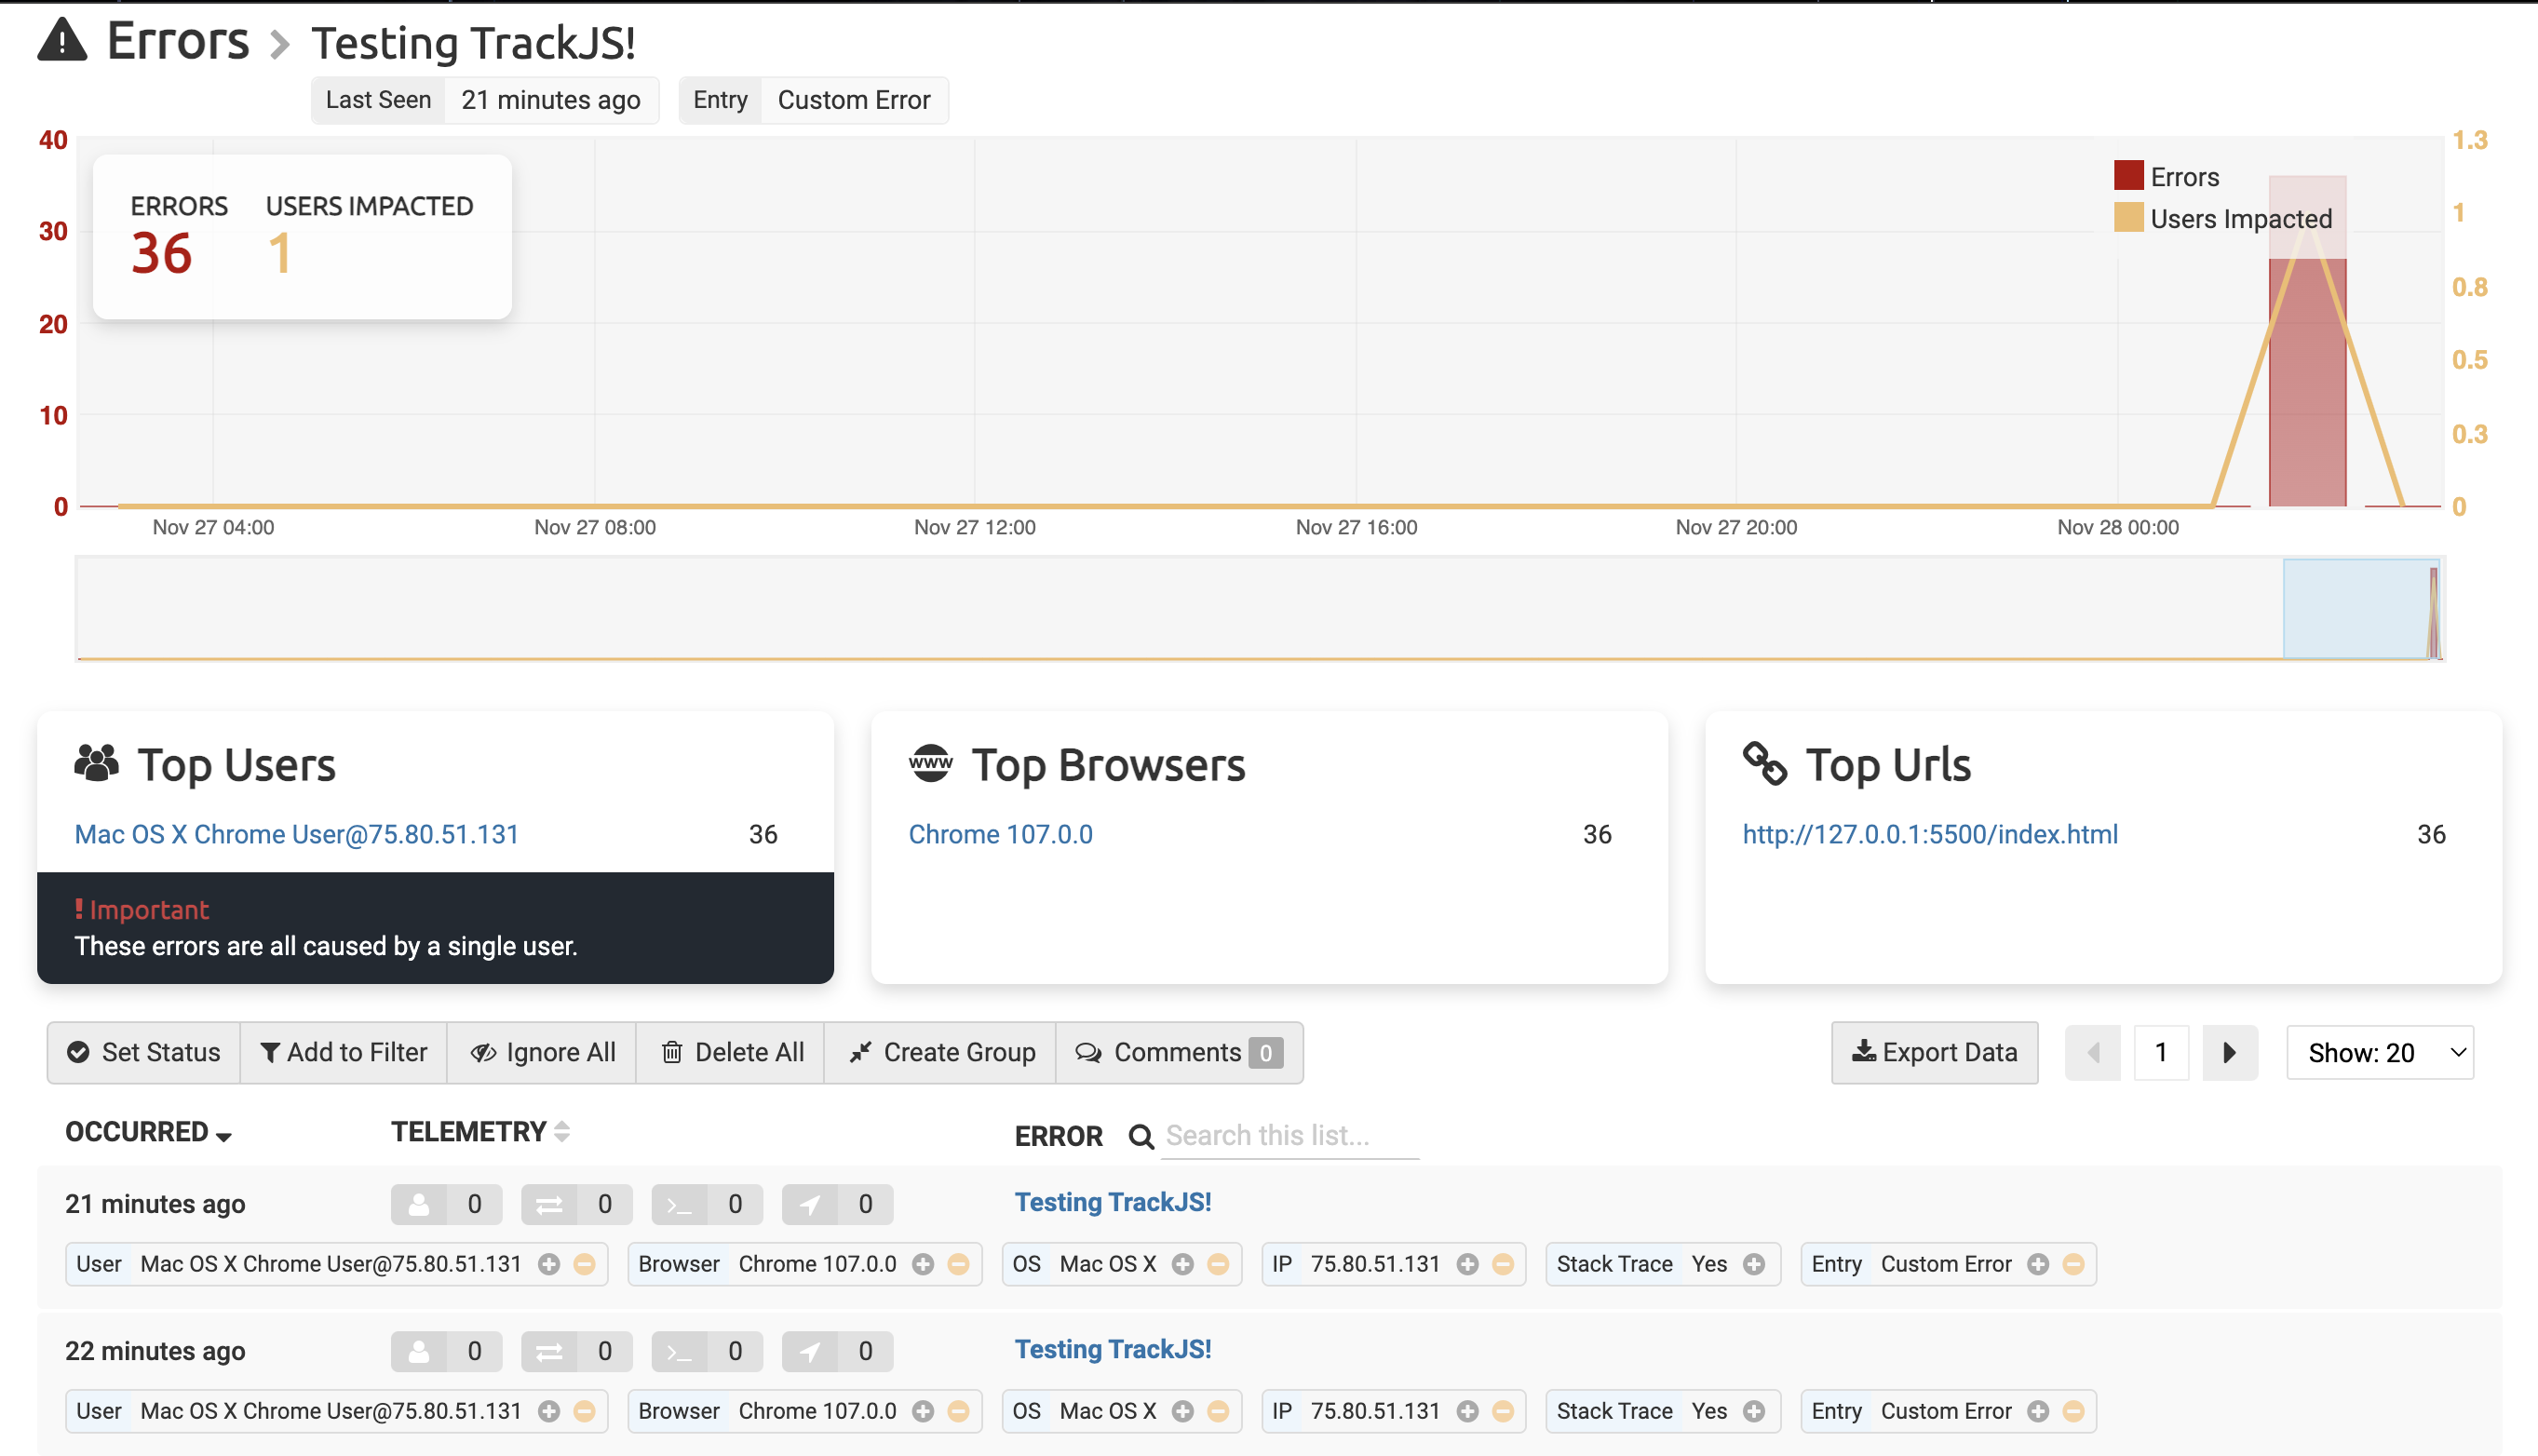 Errors > Testing TrackJS!
Last Seen 21 minutes ago Entry Custom Error
40
30
20
10
0
ERRORS USERS IMPACTED
36 1
Errors
Users Impacted
1.3
1
0.8
0.5
0.3
0
Nov 27 04:00 Nov 27 08:00 Nov 27 12:00 Nov 27 16:00 Nov 27 20:00 Nov 28 00:00
Top Users
Mac OS X Chrome User@75.80.51.131 36
! Important
These errors are all caused by a single user.
WWW Top Browsers
Chrome 107.0.0 36
Top Urls
http://127.0.0.1:5500/index.html 36
Set Status Add to Filter Ignore All Delete All Create Group Comments 0 Export Data 1 Show: 20
OCCURRED TELEMETRY ERROR Search this list...
21 minutes ago 0 0 0 0 Testing TrackJS!
User Mac OS X Chrome User@75.80.51.131 Browser Chrome 107.0.0 OS Mac OS X IP 75.80.51.131 Stack Trace Yes Entry Custom Error
22 minutes ago 0 0 0 0 Testing TrackJS!
User Mac OS X Chrome User@75.80.51.131 Browser Chrome 107.0.0 OS Mac OS X IP 75.80.51.131 Stack Trace Yes Entry Custom Error